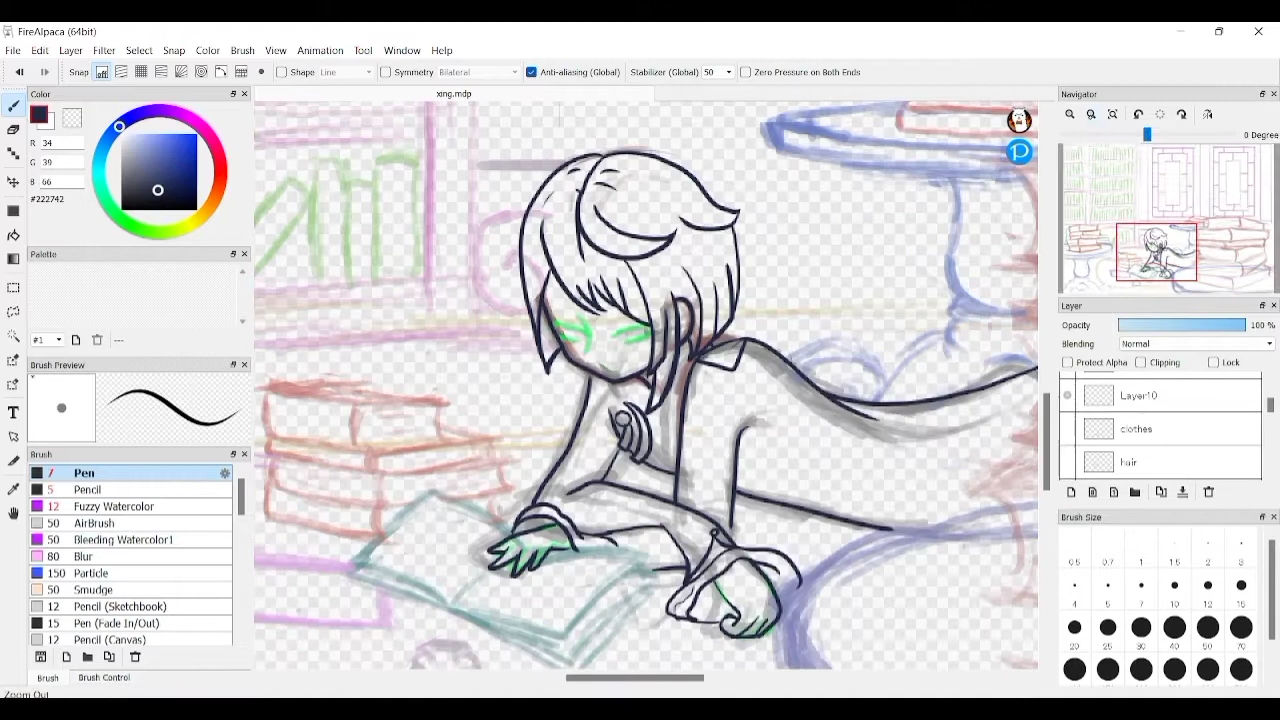 FireAlpaca (64bit)
File Edit Layer Filter Select Snap Color Brush View Animation Tool Window Help
Snap Shape Line Symmetry Bilateral Anti-aliasing (Global) Stabilizer (Global) 50 Zero Pressure on Both Ends
Color
xing.mdp
Navigator
R 34
G 39
B 66
#222742
0 Degree
Palette
#1
---
Brush Preview
Brush
7 Pen
5 Pencil
12 Fuzzy Watercolor
50 AirBrush
50 Bleeding Watercolor1
80 Blur
150 Particle
50 Smudge
12 Pencil (Sketchbook)
15 Pen (Fade In/Out)
12 Pencil (Canvas)
Brush Brush Control
Zoom Out
Layer
Opacity 100 %
Blending Normal
Protect Alpha Clipping Lock
Layer10
clothes
hair
Brush Size
0.5 0.7 1 1.5 2 3
4 5 7 10 12 15
20 25 30 40 50 70